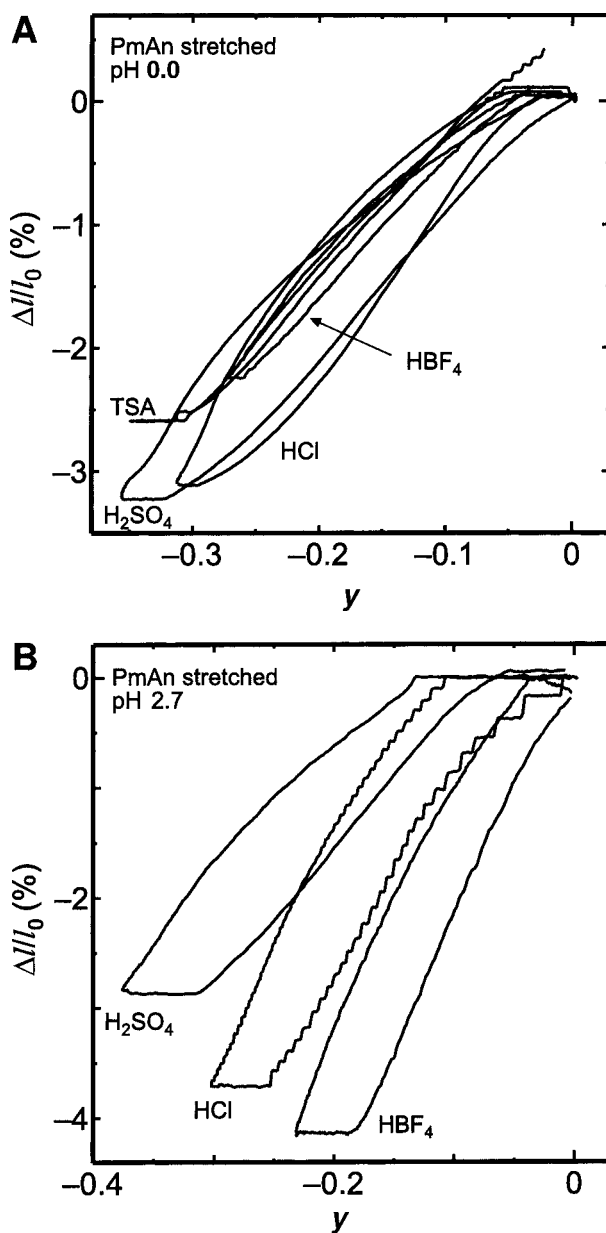 A
PmAn stretched
pH 0.0
0
−1
−2
−3
Δl/l₀ (%)
TSA
H₂SO₄
HCl
HBF₄
−0.3 −0.2 −0.1 0
y
B
PmAn stretched
pH 2.7
0
−2
−4
Δl/l₀ (%)
H₂SO₄
HCl
HBF₄
−0.4 −0.2 0
y